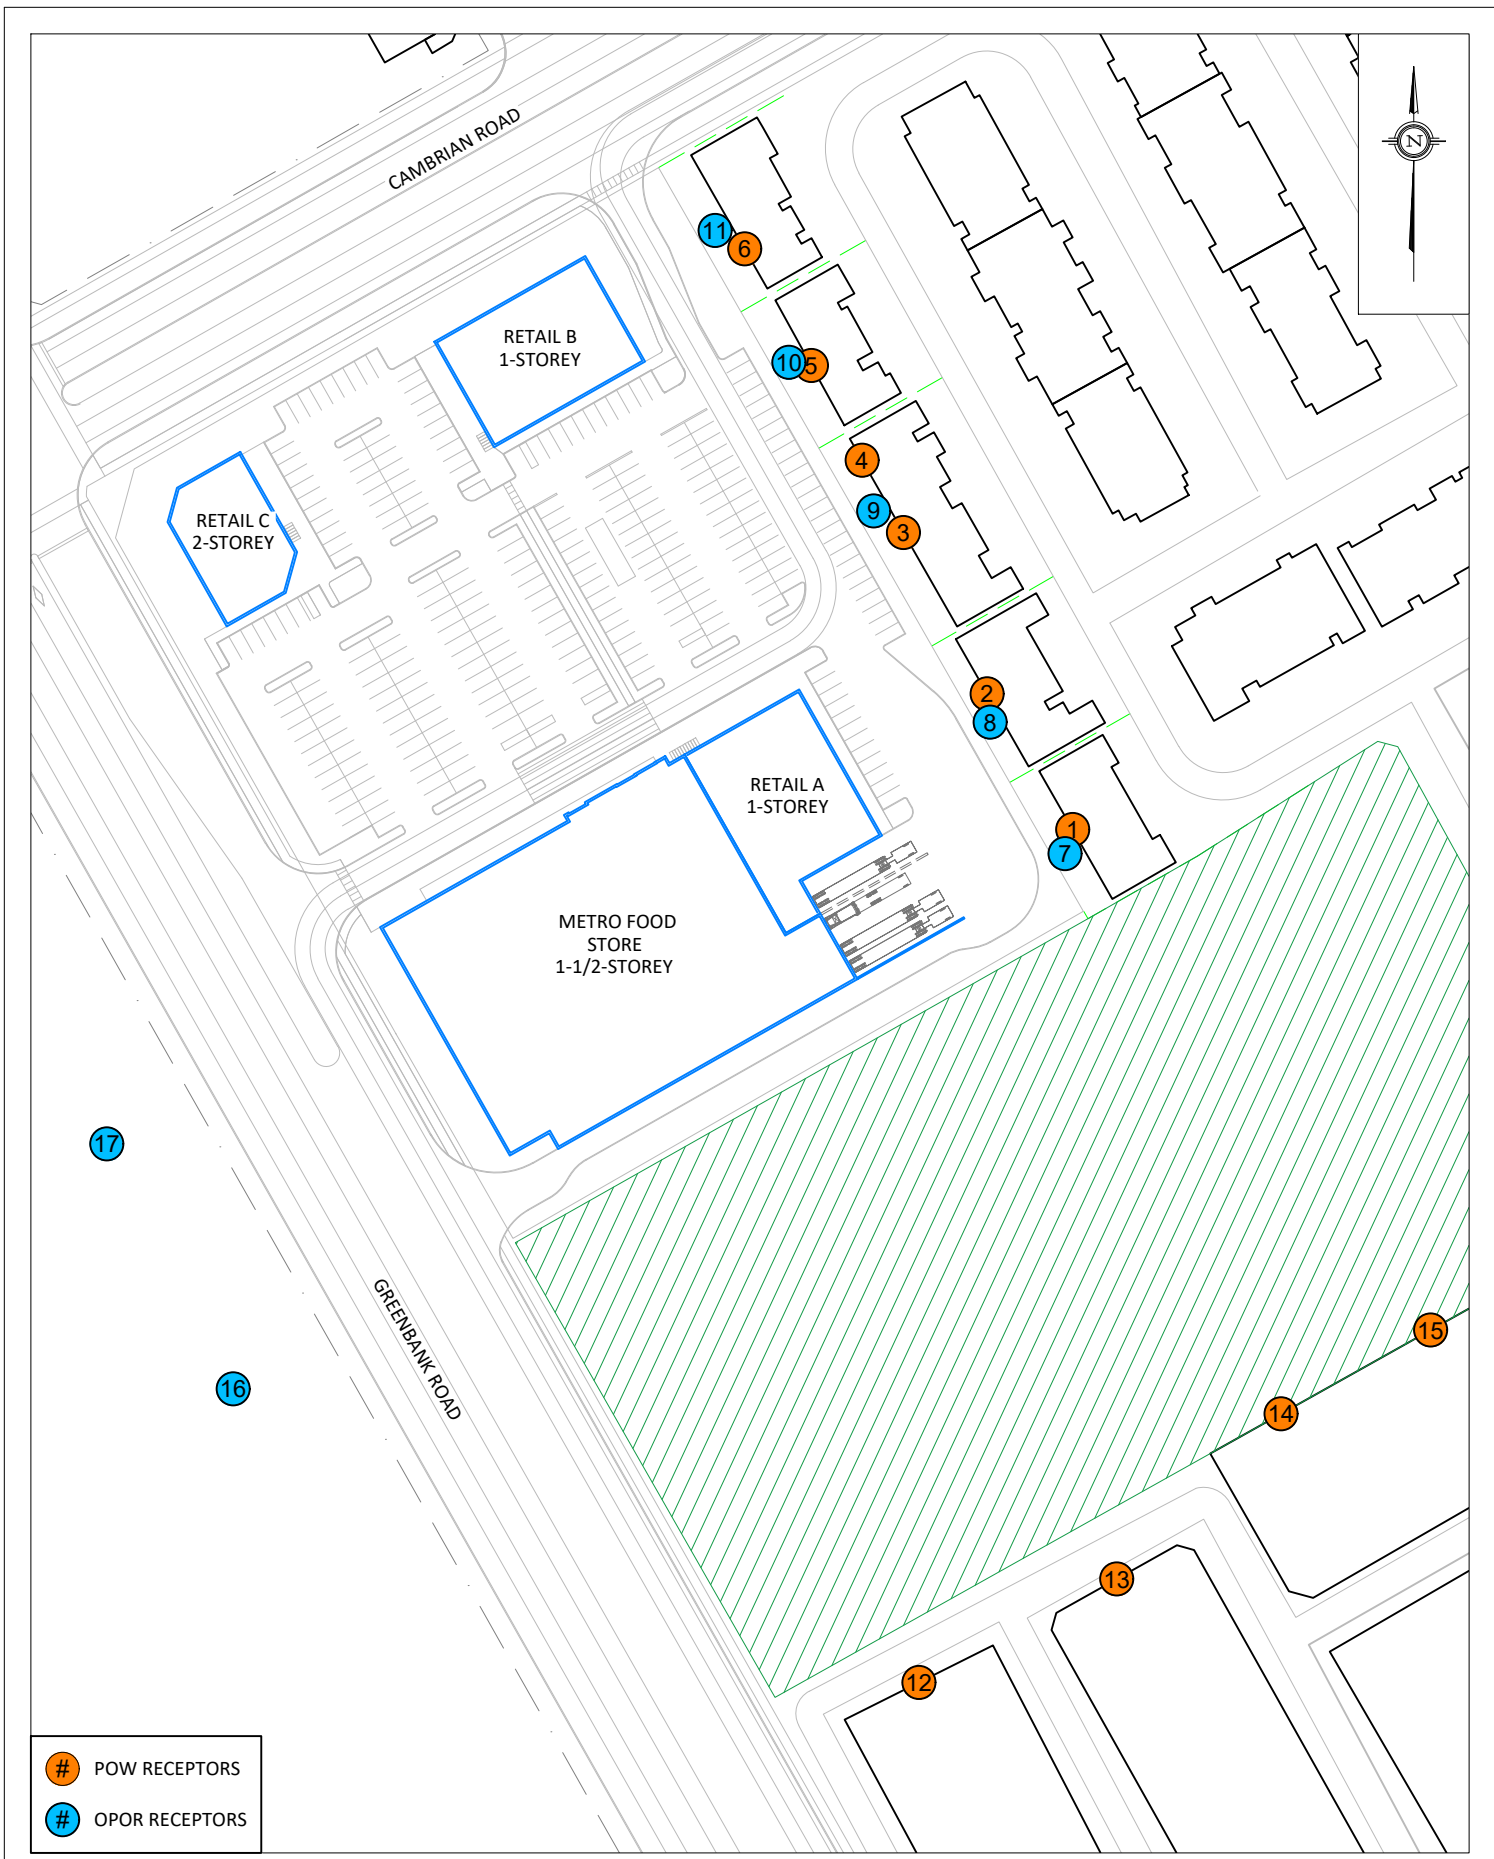 CAMBRIAN ROAD
N
11
6
RETAIL B
1-STOREY
10
5
4
9
3
RETAIL C
2-STOREY
2
8
RETAIL A
1-STOREY
1
7
METRO FOOD
STORE
1-1/2-STOREY
17
GREENBANK ROAD
16
15
14
13
12
# POW RECEPTORS
# OPOR RECEPTORS